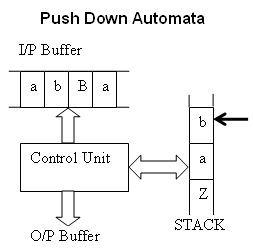 Push Down Automata
I/P Buffer
a b B a
b
Control Unit
a
Z
STACK
O/P Buffer